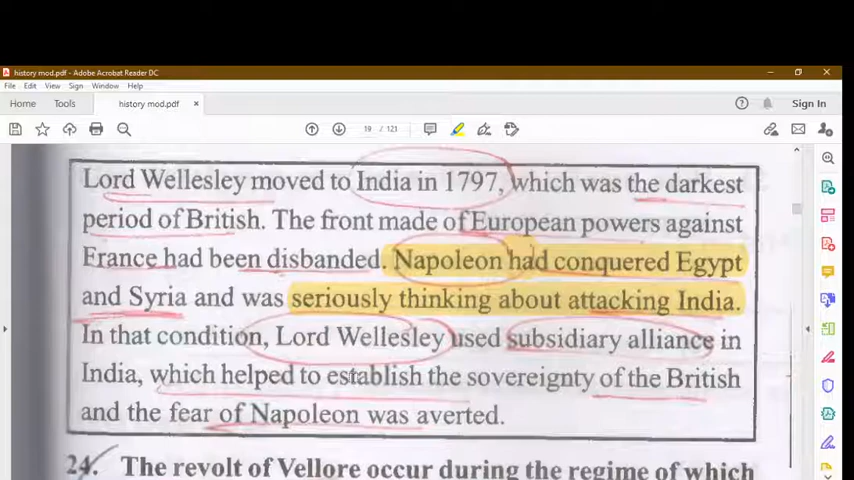 history mod.pdf - Adobe Acrobat Reader DC
File Edit View Sign Window Help
Home Tools history mod.pdf × Sign In
19 / 121
Lord Wellesley moved to India in 1797, which was the darkest
period of British. The front made of European powers against
France had been disbanded. Napoleon had conquered Egypt
and Syria and was seriously thinking about attacking India.
In that condition, Lord Wellesley used subsidiary alliance in
India, which helped to establish the sovereignty of the British
and the fear of Napoleon was averted.
24. The revolt of Vellore occur during the regime of which